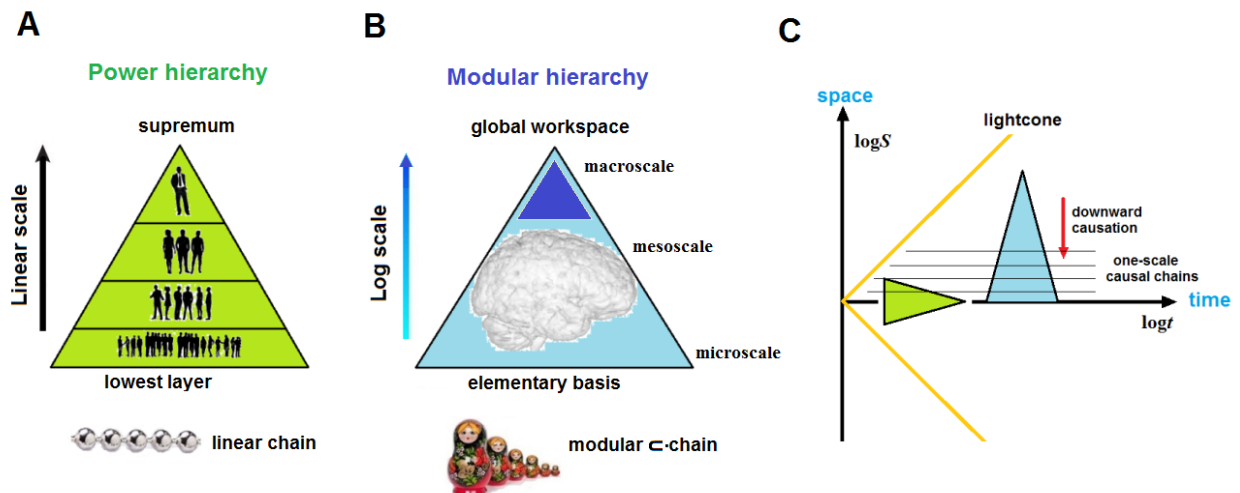 A
Power hierarchy
supremum
Linear scale
lowest layer
linear chain
B
Modular hierarchy
global workspace
macroscale
mesoscale
Log scale
microscale
elementary basis
modular ⊂-chain
C
space
logS
lightcone
downward
causation
one-scale
causal chains
time
logt